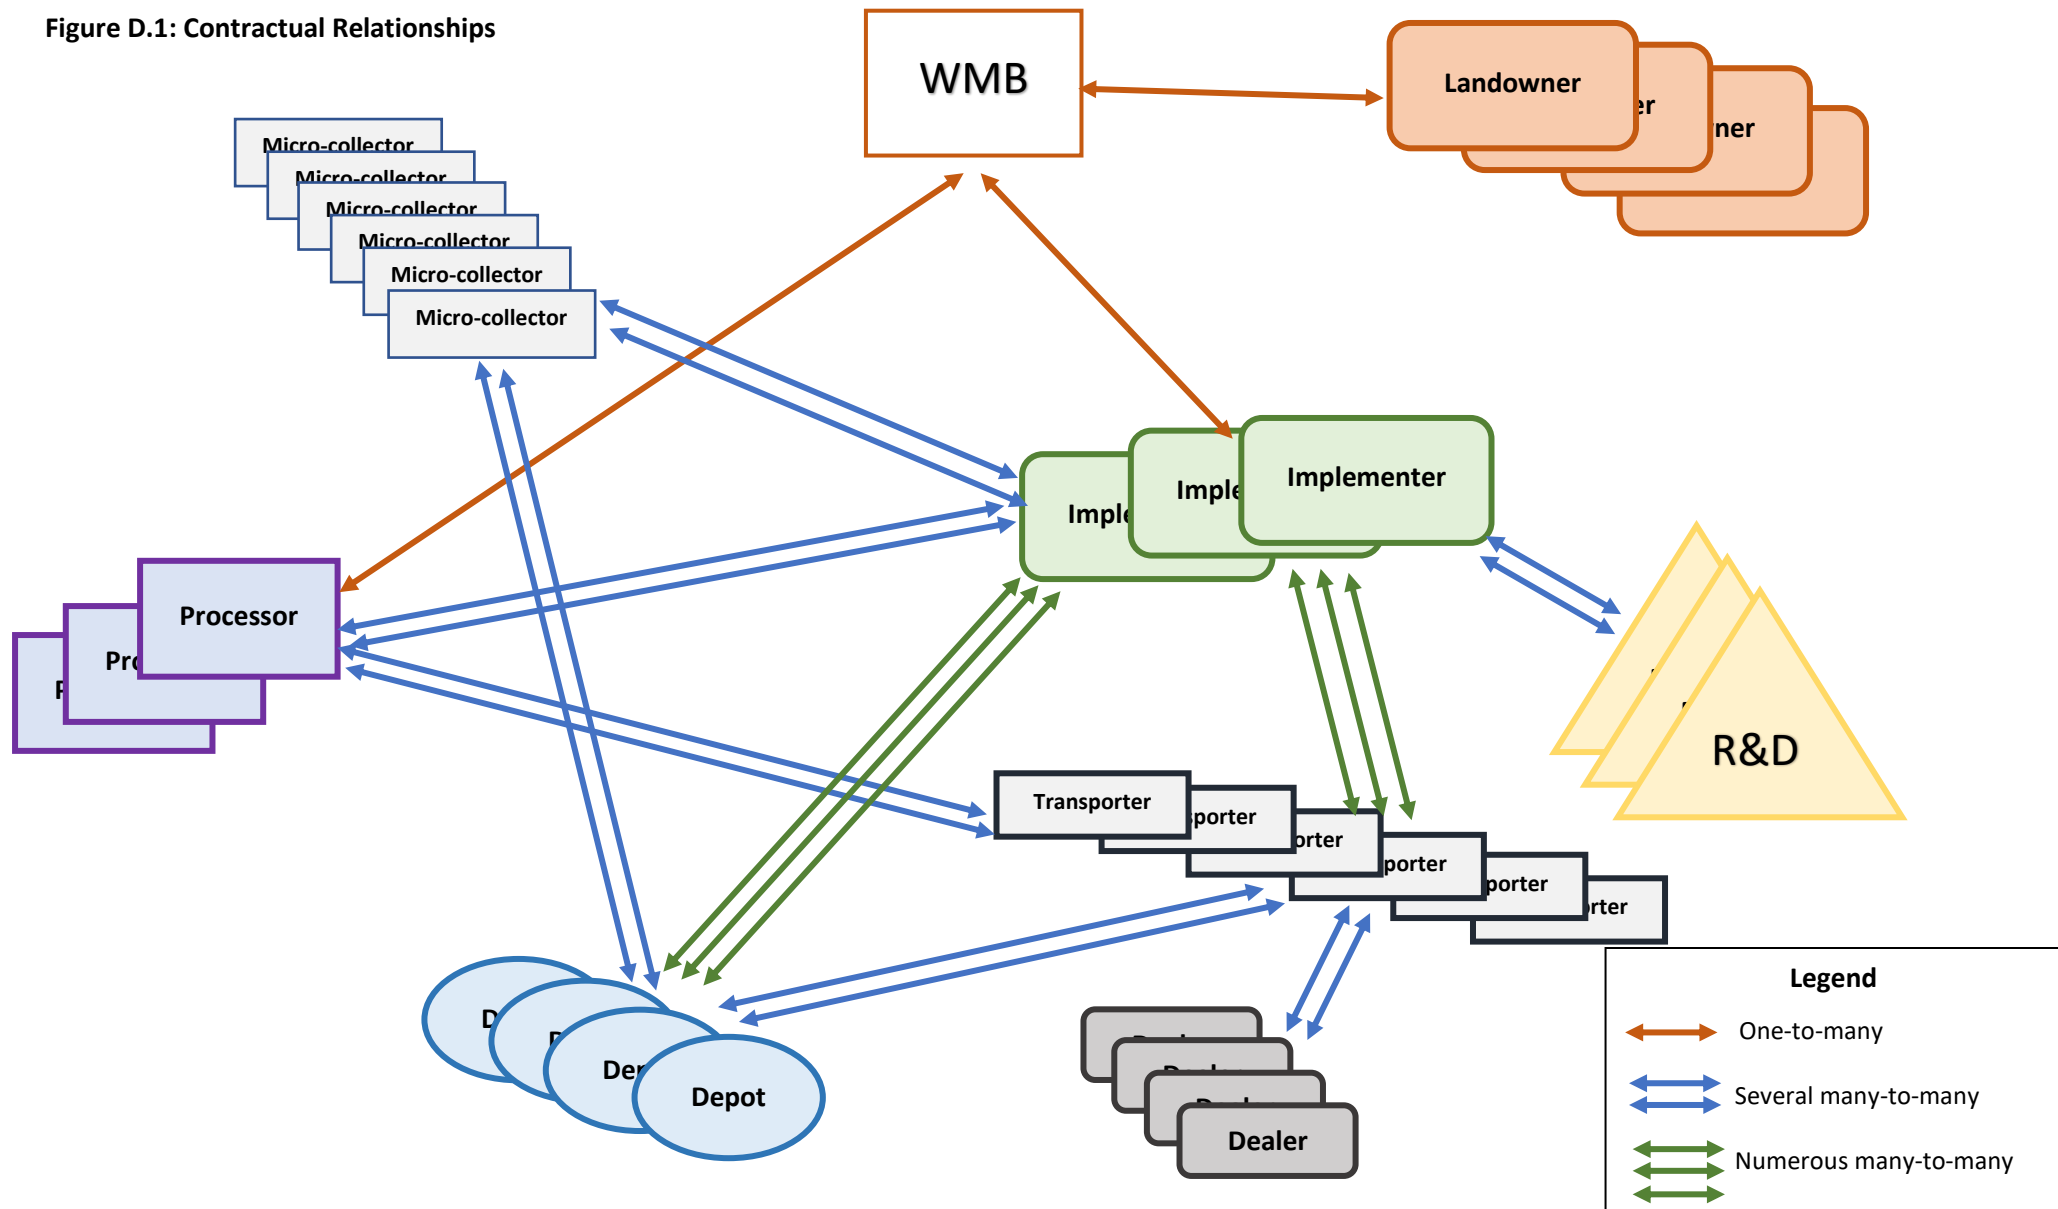 Figure D.1: Contractual Relationships
WMB
Landowner
er
ner
Micro-collector
Micro-collector
Micro-collector
Micro-collector
Micro-collector
Micro-collector
Implementer
Imple
Imple
Processor
Pro
R&D
Transporter
sporter
orter
porter
porter
orter
Depot
Dep
D
D
Dealer
Legend
One-to-many
Several many-to-many
Numerous many-to-many